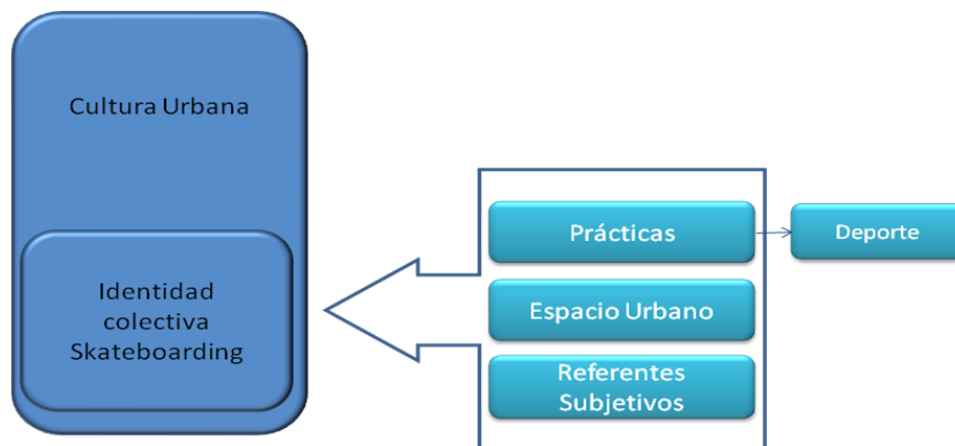 Cultura Urbana
Identidad
colectiva
Skateboarding
Prácticas
Deporte
Espacio Urbano
Referentes
Subjetivos